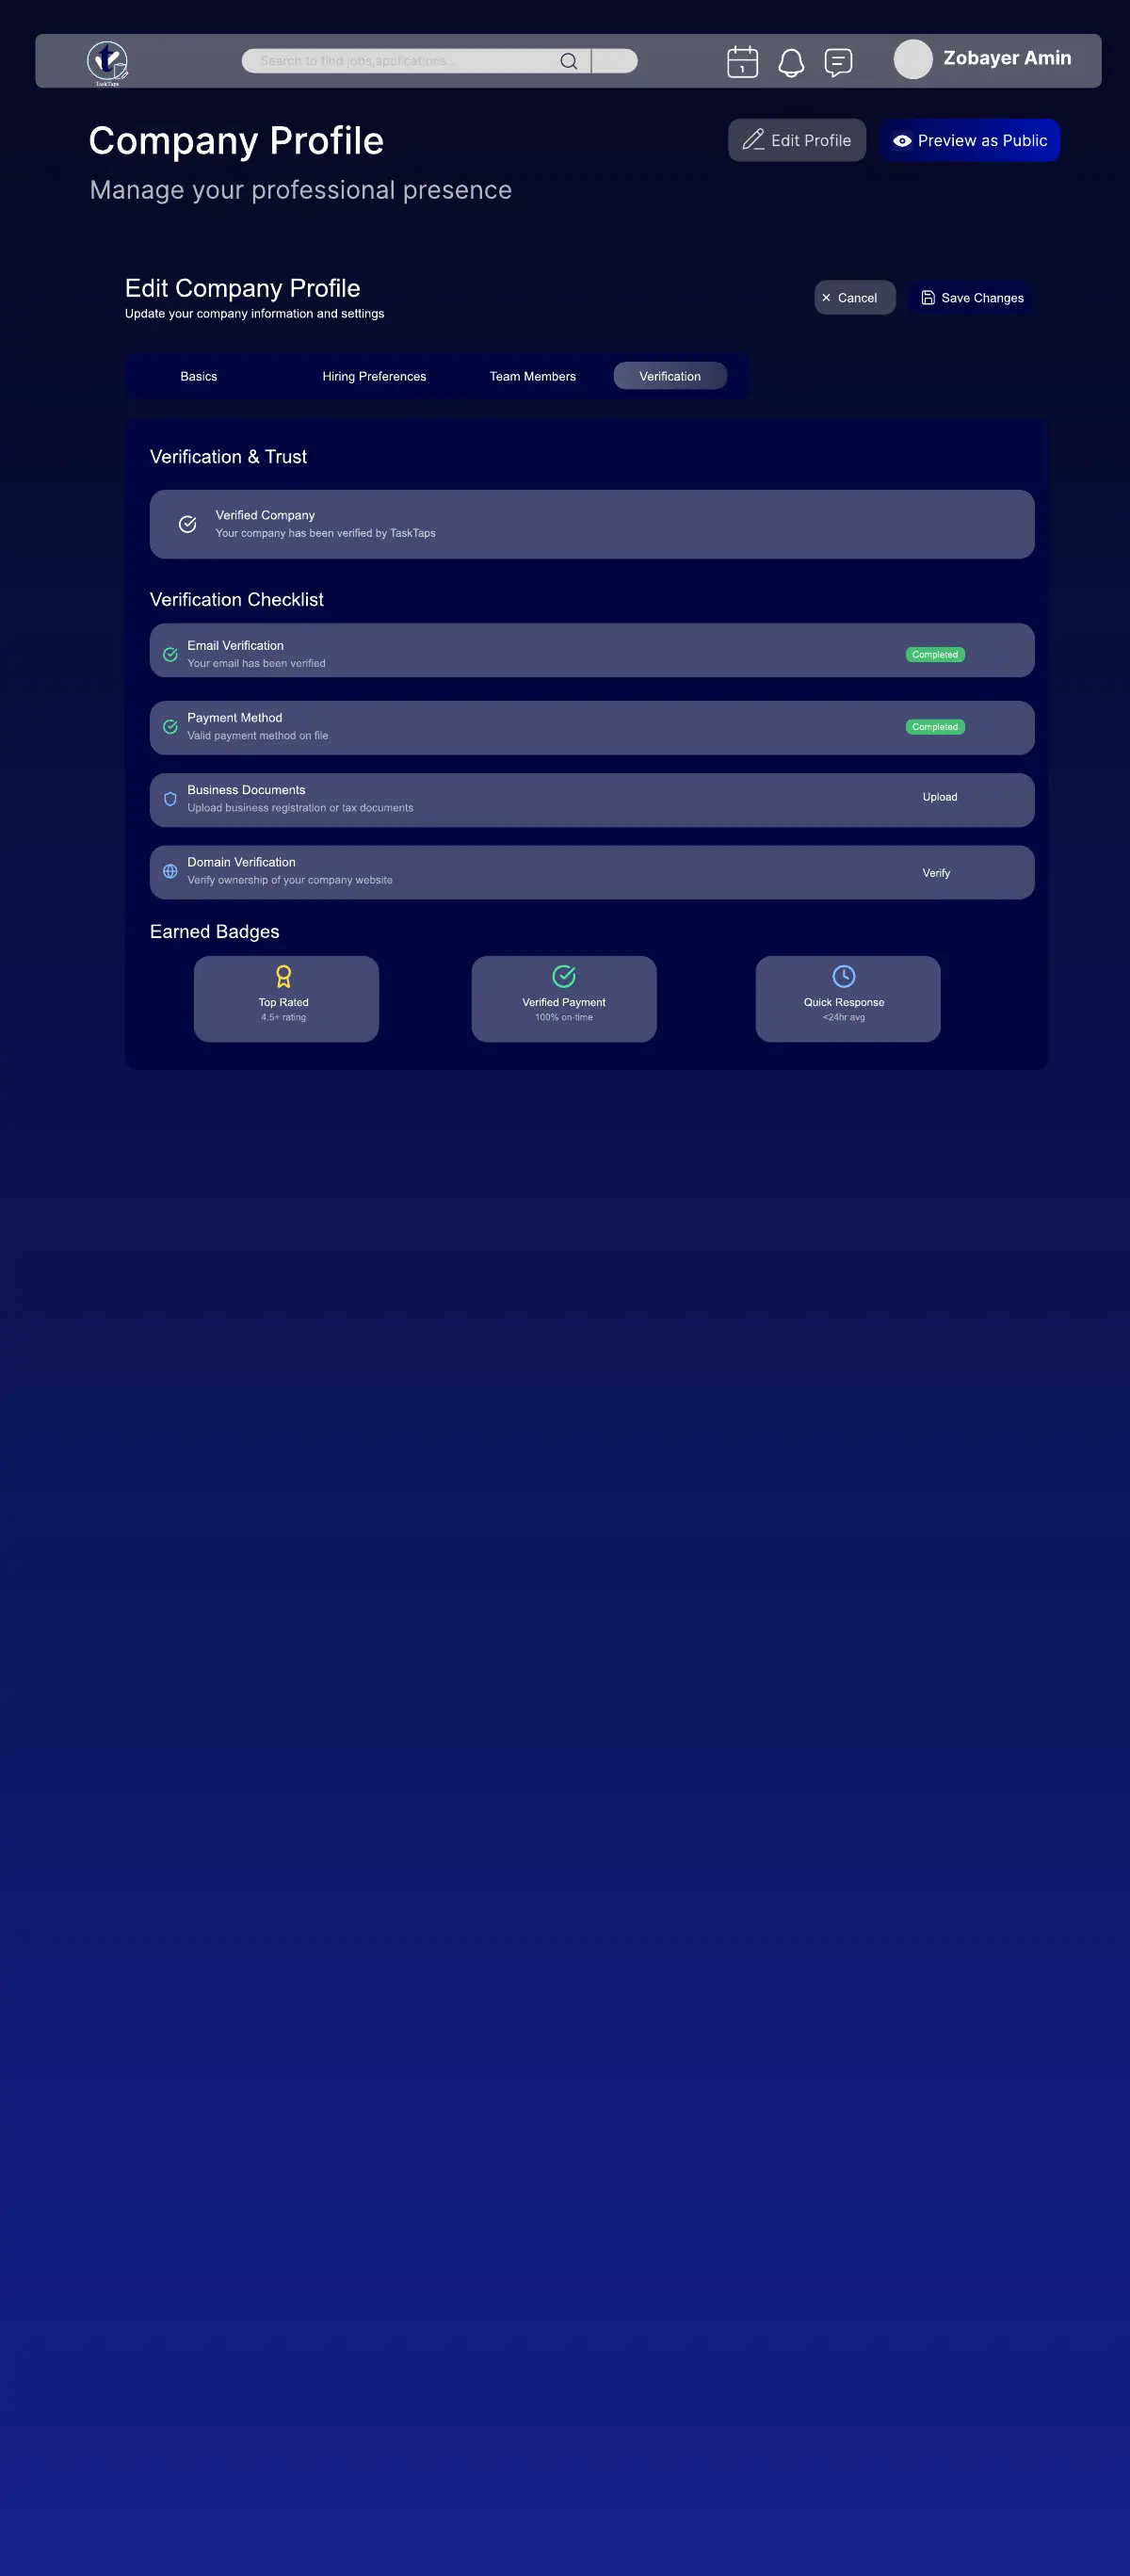 TaskTaps
Search to find jobs,applications...
1
Zobayer Amin
Company Profile
Edit Profile
Preview as Public
Manage your professional presence
Edit Company Profile
Update your company information and settings
Cancel
Save Changes
Basics
Hiring Preferences
Team Members
Verification
Verification & Trust
Verified Company
Your company has been verified by TaskTaps
Verification Checklist
Email Verification
Your email has been verified
Completed
Payment Method
Valid payment method on file
Completed
Business Documents
Upload business registration or tax documents
Upload
Domain Verification
Verify ownership of your company website
Verify
Earned Badges
Top Rated
4.5+ rating
Verified Payment
100% on-time
Quick Response
<24hr avg